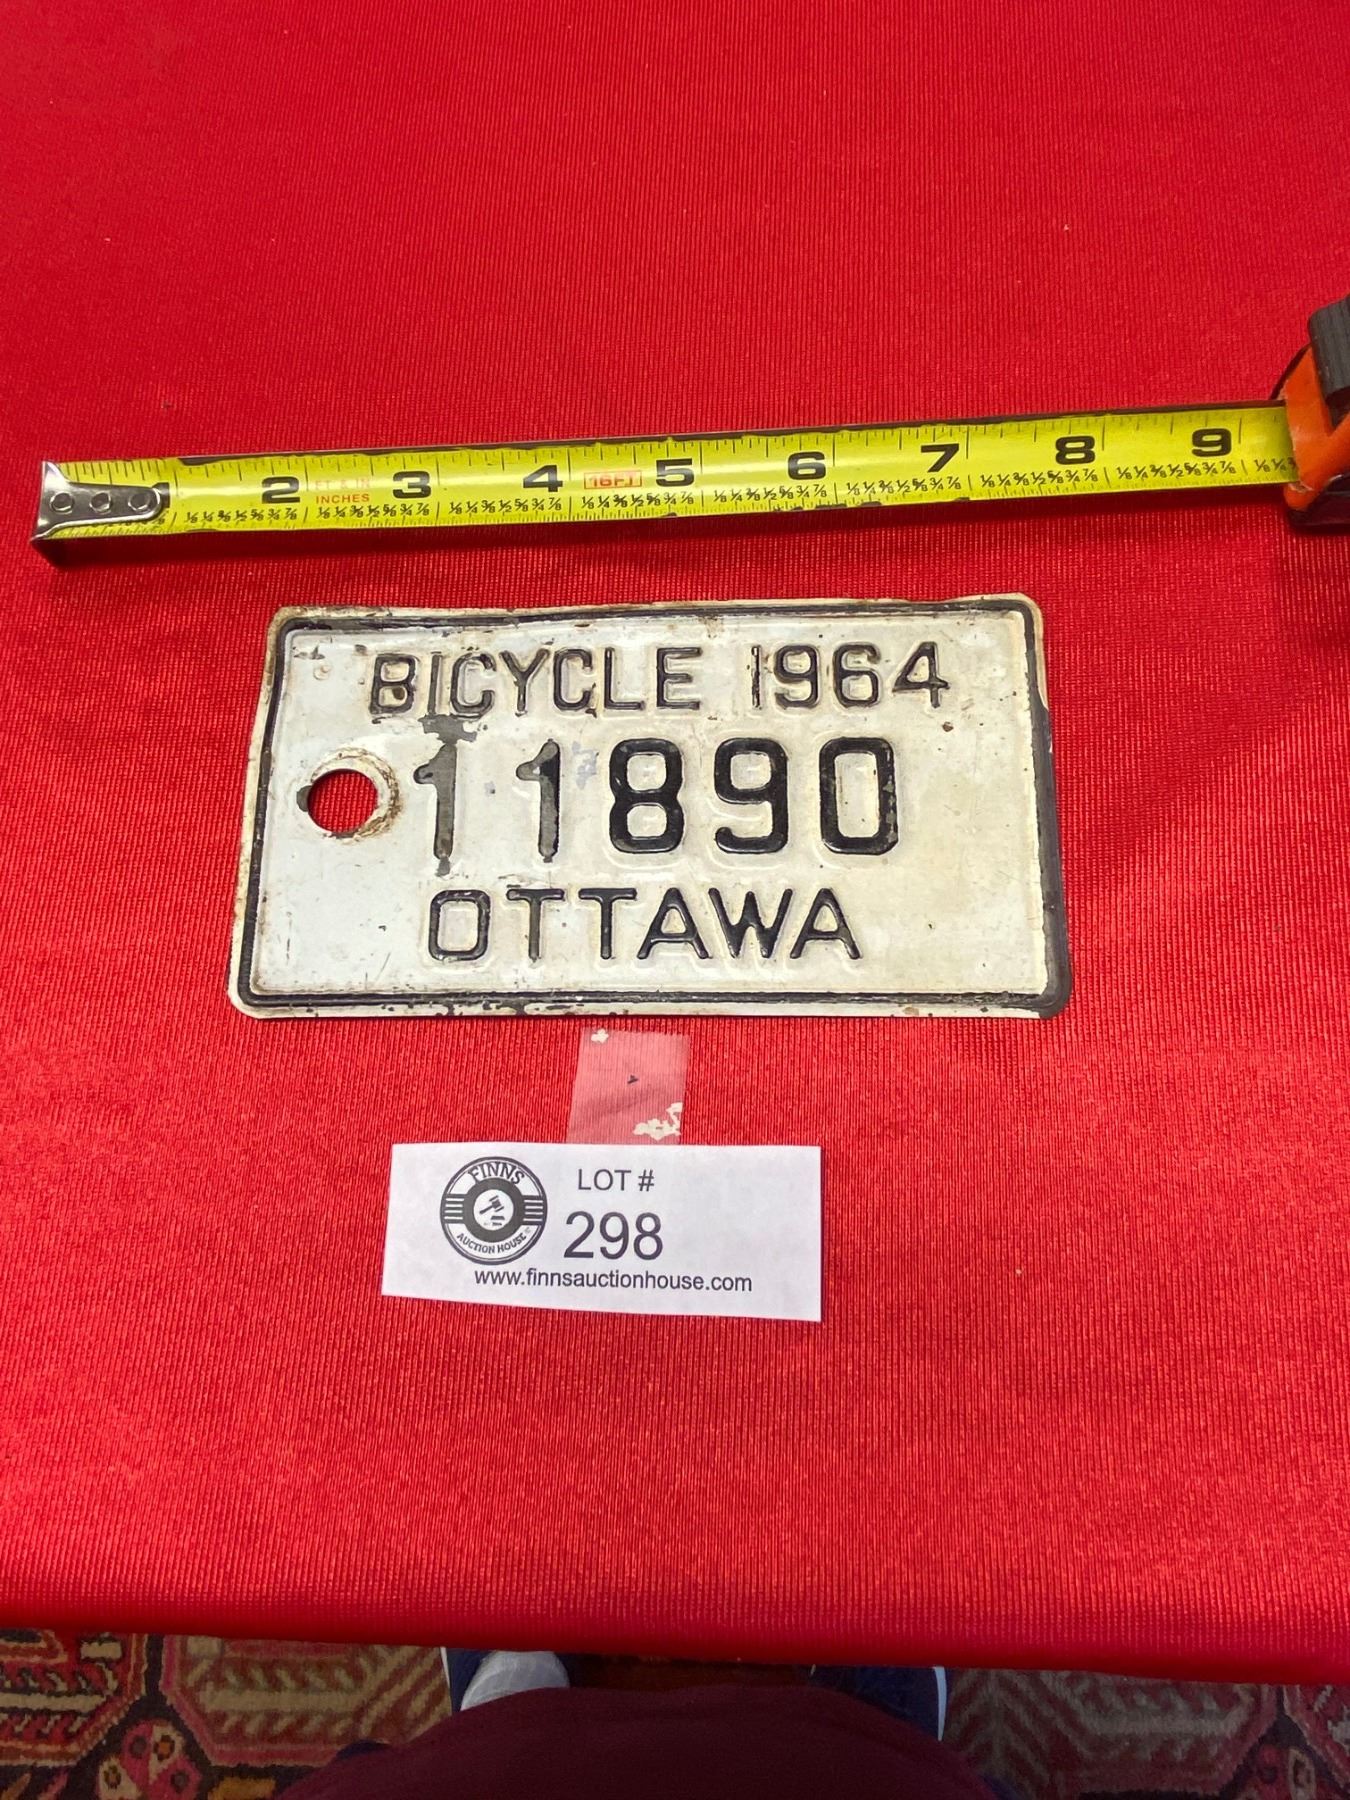 1 2 3 4 5 6 7 8 9
FT & IN
INCHES
16FT
BICYCLE 1964
11890
OTTAWA
FINNS
AUCTION HOUSE
LOT #
298
www.finnsauctionhouse.com